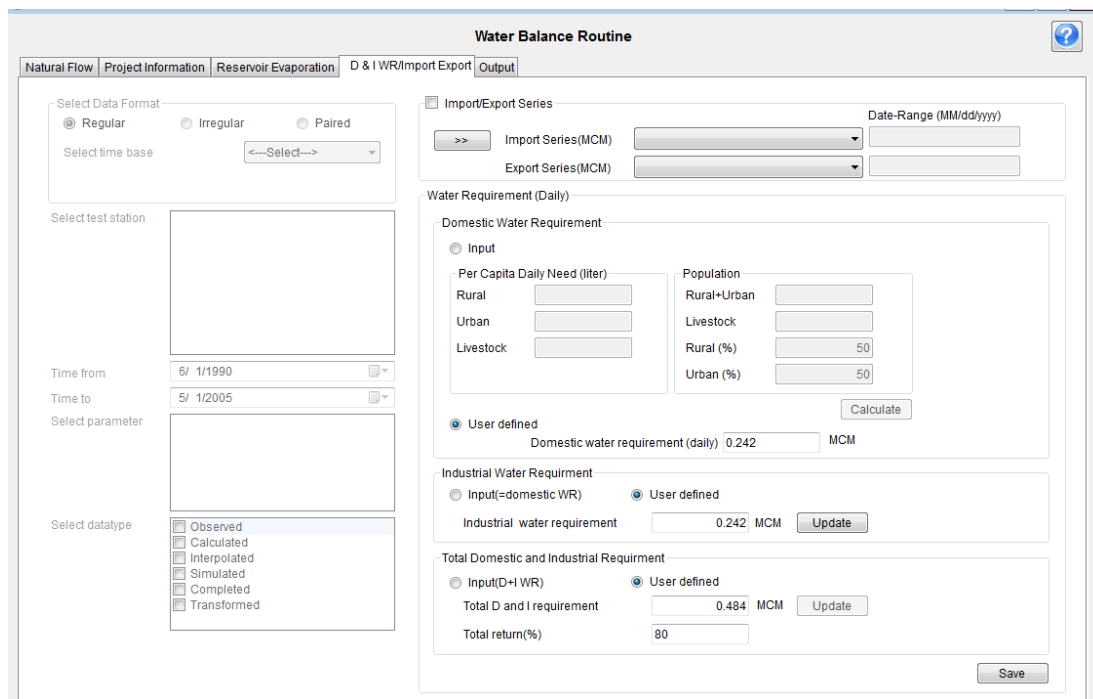 Water Balance Routine
Natural Flow Project Information Reservoir Evaporation D & I WR/Import Export Output
Select Data Format
Regular Irregular Paired
Select time base <---Select--->
Select test station
Time from 6/ 1/1990
Time to 5/ 1/2005
Select parameter
Select datatype
Observed
Calculated
Interpolated
Simulated
Completed
Transformed
Import/Export Series
Date-Range (MM/dd/yyyy)
>> Import Series(MCM)
Export Series(MCM)
Water Requirement (Daily)
Domestic Water Requirement
Input
Per Capita Daily Need (liter)
Rural
Urban
Livestock
Population
Rural+Urban
Livestock
Rural (%) 50
Urban (%) 50
Calculate
User defined
Domestic water requirement (daily) 0.242 MCM
Industrial Water Requirment
Input(=domestic WR) User defined
Industrial water requirement 0.242 MCM Update
Total Domestic and Industrial Requirment
Input(D+I WR) User defined
Total D and I requirement 0.484 MCM Update
Total return(%) 80
Save